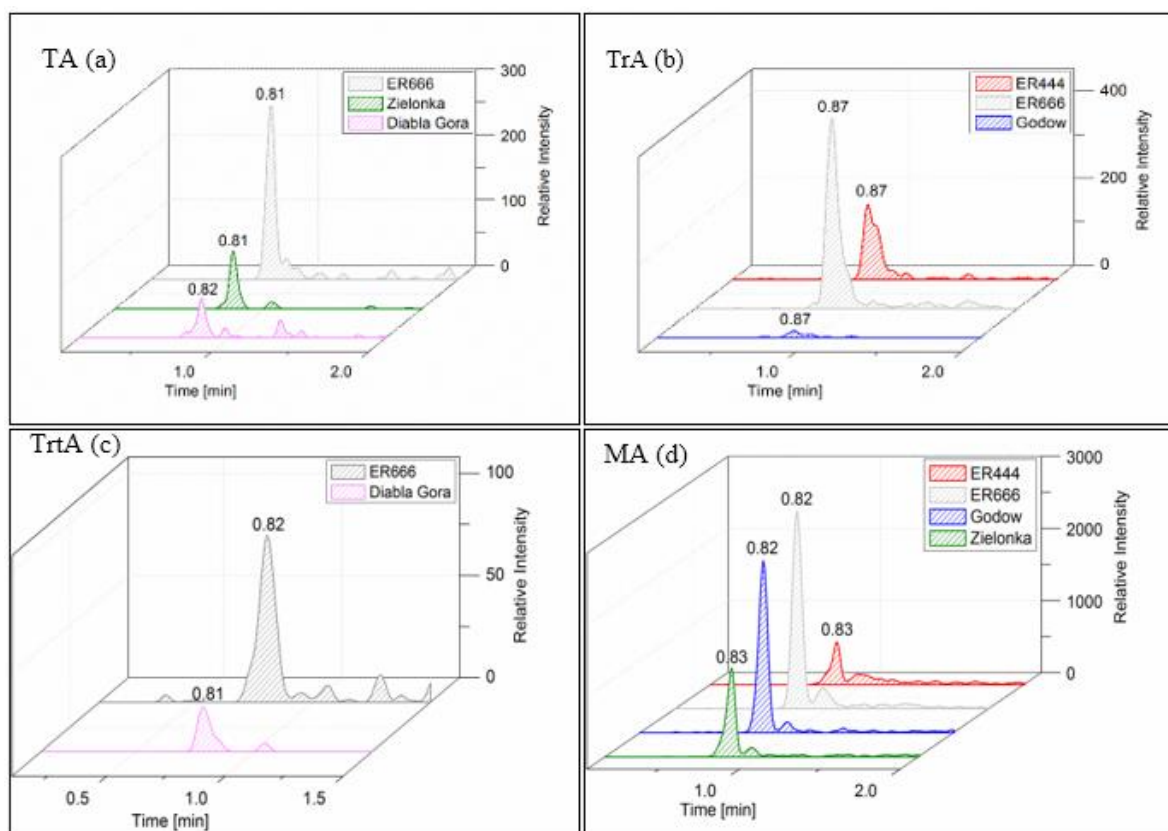 TA (a)
ER666
Zielonka
Diabla Gora
0.81
0.81
0.82
300
200
100
0
Relative Intensity
1.0
2.0
Time [min]
TrA (b)
ER444
ER666
Godow
0.87
0.87
0.87
400
200
0
Relative Intensity
1.0
2.0
Time [min]
TrtA (c)
ER666
Diabla Gora
0.82
0.81
100
50
0
Relative Intensity
0.5
1.0
1.5
Time [min]
MA (d)
ER444
ER666
Godow
Zielonka
0.82
0.82
0.83
0.83
3000
2000
1000
0
Relative Intensity
1.0
2.0
Time [min]